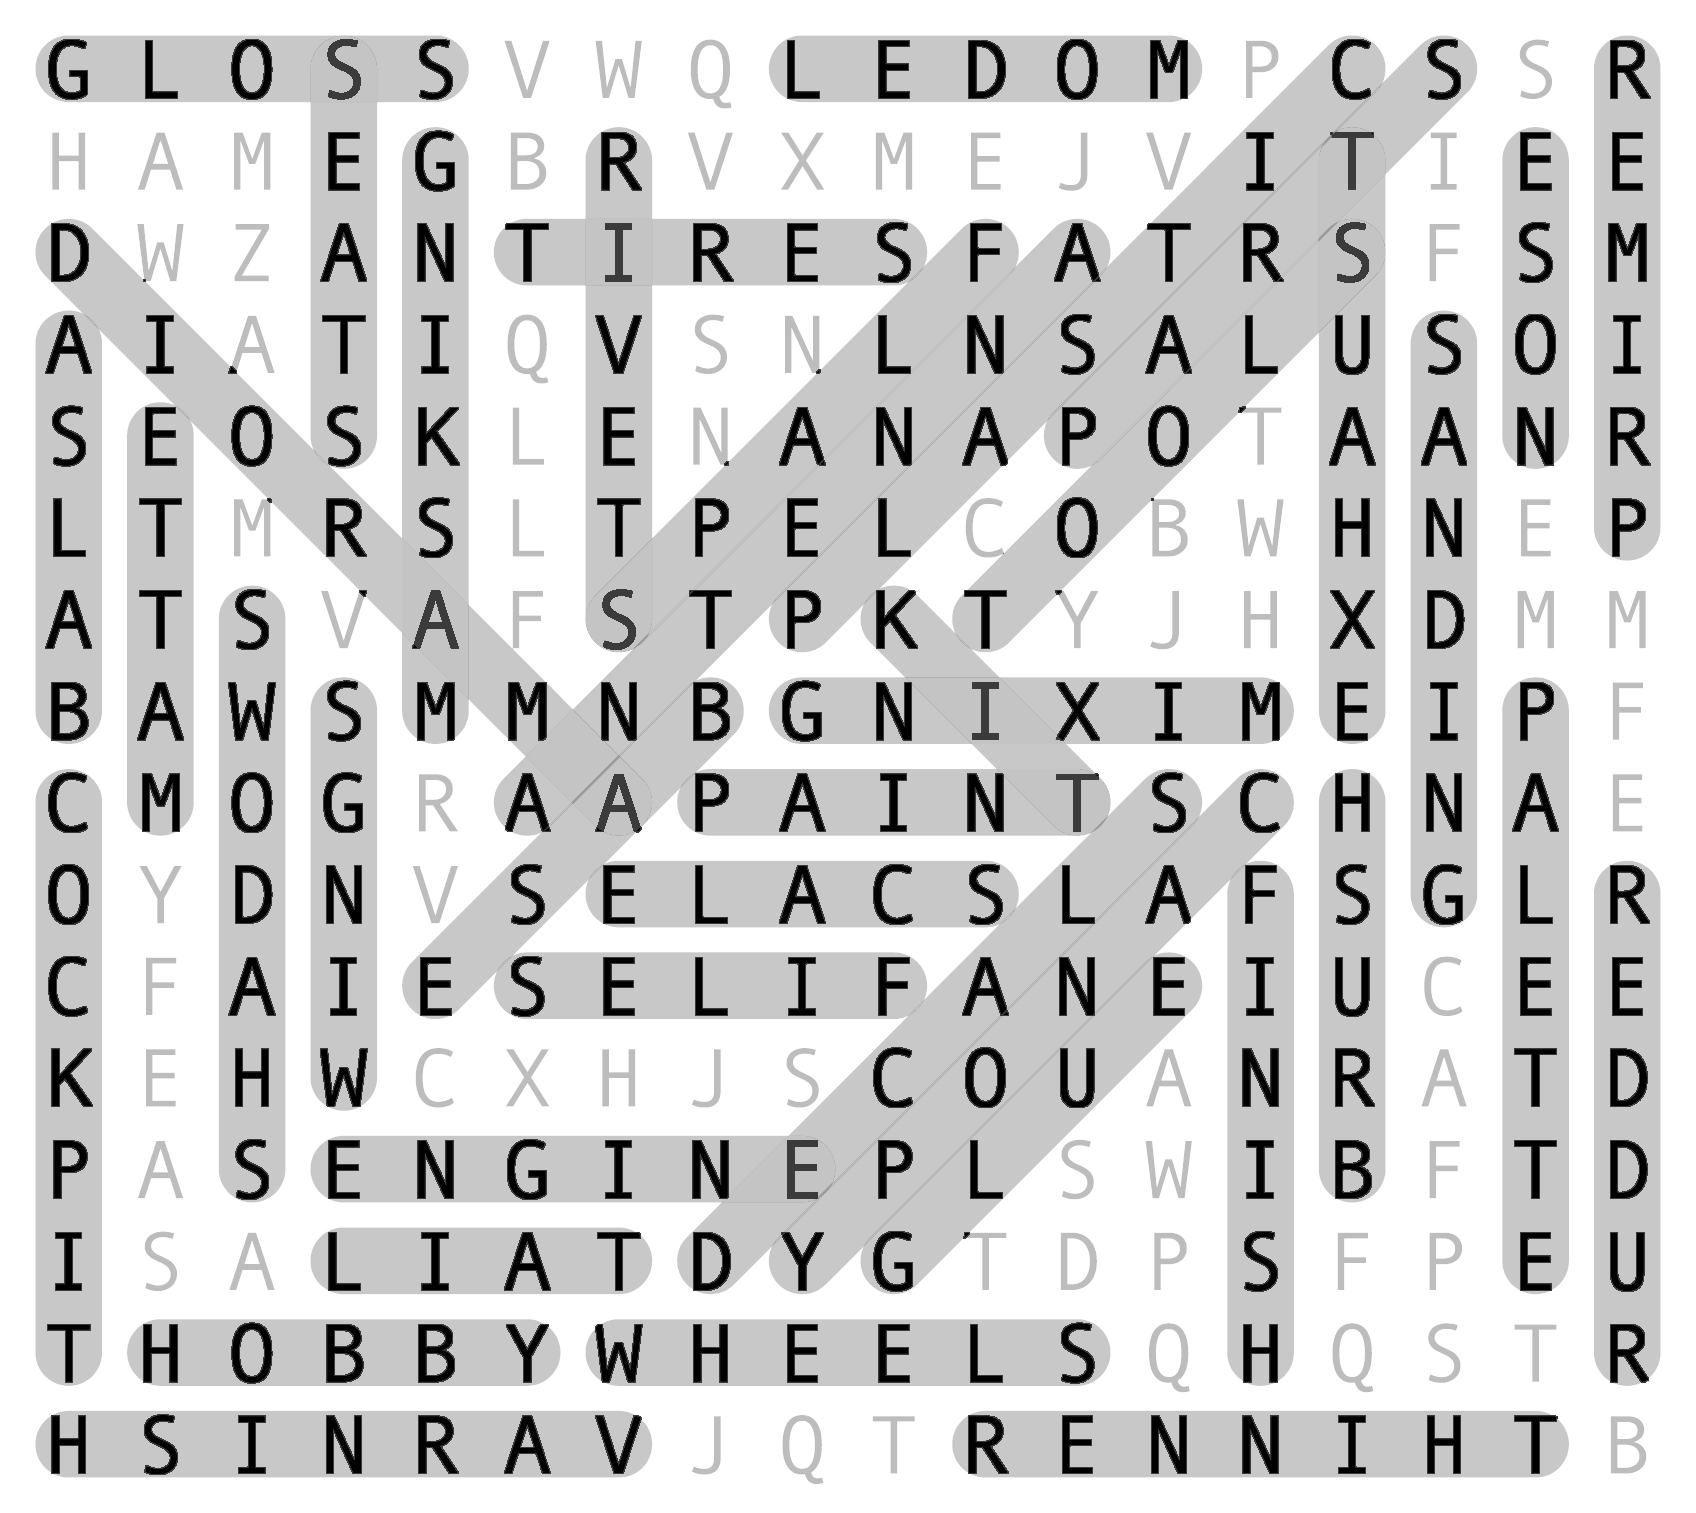 G L O S S V W Q L E D O M P C S S R
H A M E G B R V X M E J V I T I E E
D W Z A N T I R E S F A T R S F S M
A I A T I Q V S N L N S A L U S O I
S E O S K L E N A N A P O T A A N R
L T M R S L T P E L C O B W H N E P
A T S V A F S T P K T Y J H X D M M
B A W S M M N B G N I X I M E I P F
C M O G R A A P A I N T S C H N A E
O Y D N V S E L A C S L A F S G L R
C F A I E S E L I F A N E I U C E E
K E H W C X H J S C O U A N R A T D
P A S E N G I N E P L S W I B F T D
I S A L I A T D Y G T D P S F P E U
T H O B B Y W H E E L S Q H Q S T R
H S I N R A V J Q T R E N N I H T B